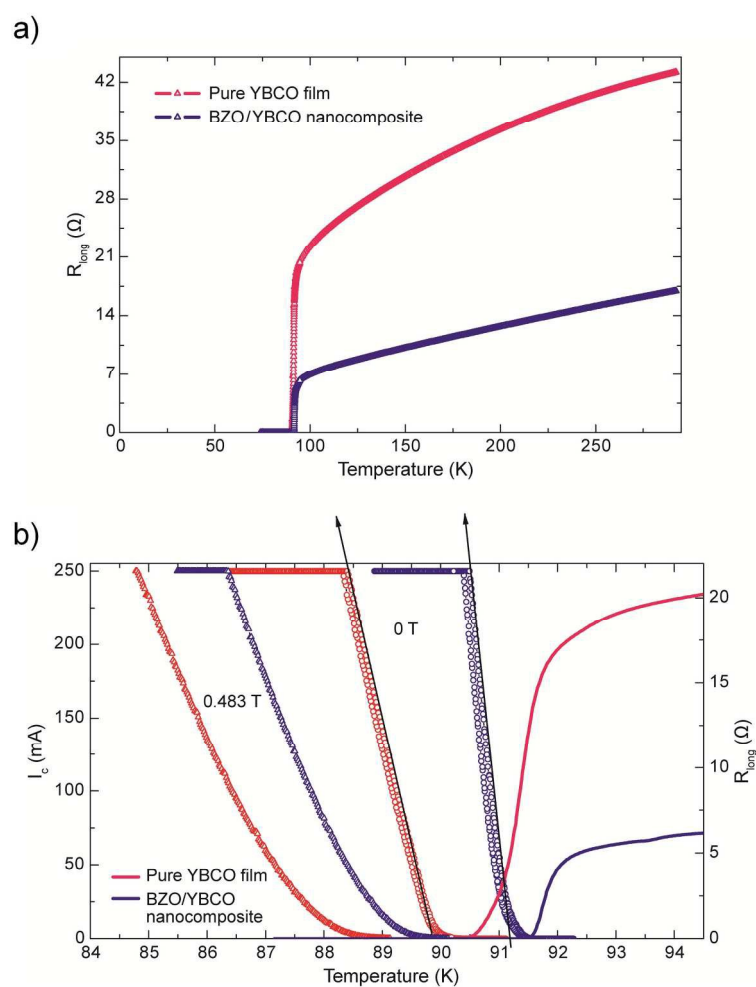 a)
42
35
28
21
14
7
0
R_long (Ω)
Pure YBCO film
BZO/YBCO nanocomposite
0 50 100 150 200 250
Temperature (K)
b)
250
200
150
100
50
0
I_c (mA)
0 T
0.483 T
Pure YBCO film
BZO/YBCO
nanocomposite
20
15
10
5
0
R_long (Ω)
84 85 86 87 88 89 90 91 92 93 94
Temperature (K)